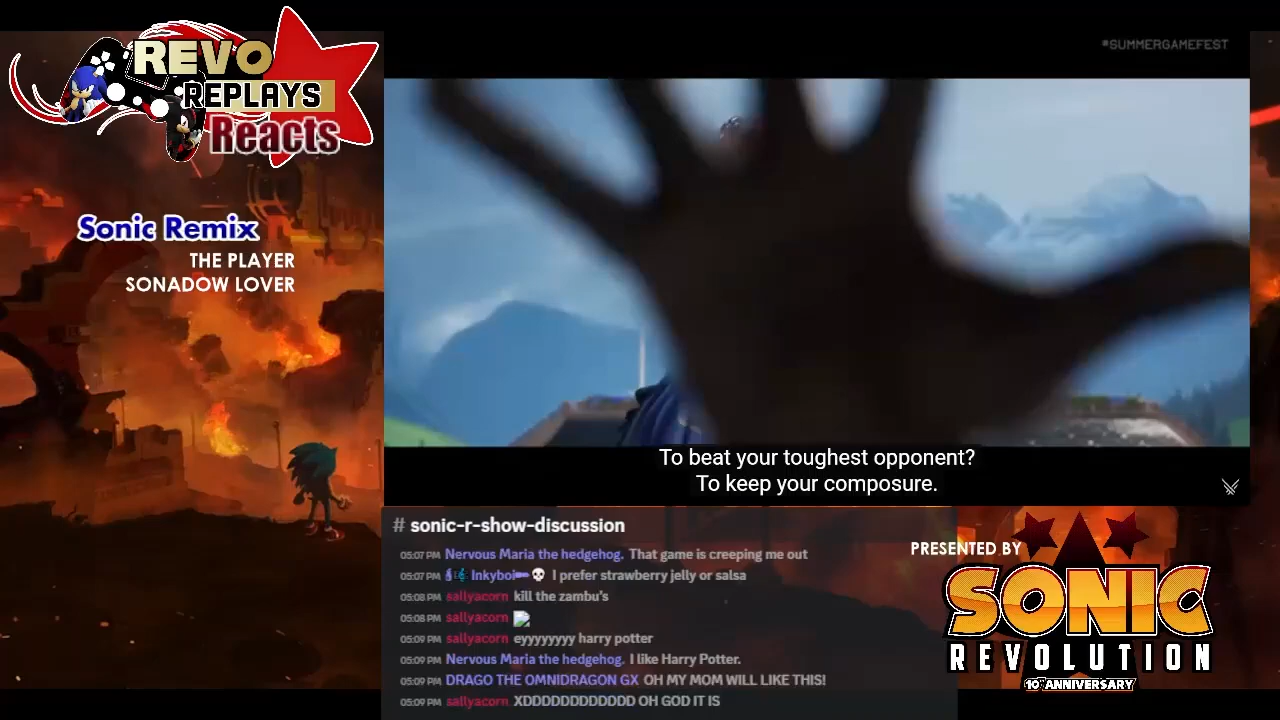 REVO
REPLAYS
Reacts
#SUMMERGAMEFEST
Sonic Remix
THE PLAYER
SONADOW LOVER
To beat your toughest opponent?
To keep your composure.
# sonic-r-show-discussion
05:07 PM Nervous Maria the hedgehog. That game is creeping me out
05:07 PM Inkyboi I prefer strawberry jelly or salsa
05:08 PM sallyacorn kill the zambu's
05:08 PM sallyacorn
05:09 PM sallyacorn eyyyyyyyy harry potter
05:09 PM Nervous Maria the hedgehog. I like Harry Potter.
05:09 PM DRAGO THE OMNIDRAGON GX OH MY MOM WILL LIKE THIS!
05:09 PM sallyacorn XDDDDDDDDDDDD OH GOD IT IS
PRESENTED BY
SONIC
REVOLUTION
10TH ANNIVERSARY